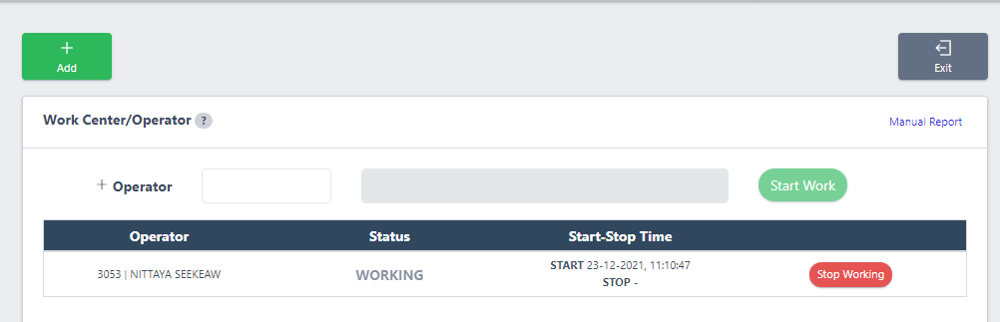 +
Add
Exit
Work Center/Operator ?
Manual Report
+ Operator
Start Work
Operator Status Start-Stop Time
3053 | NITTAYA SEEKEAW WORKING START 23-12-2021, 11:10:47
STOP -
Stop Working